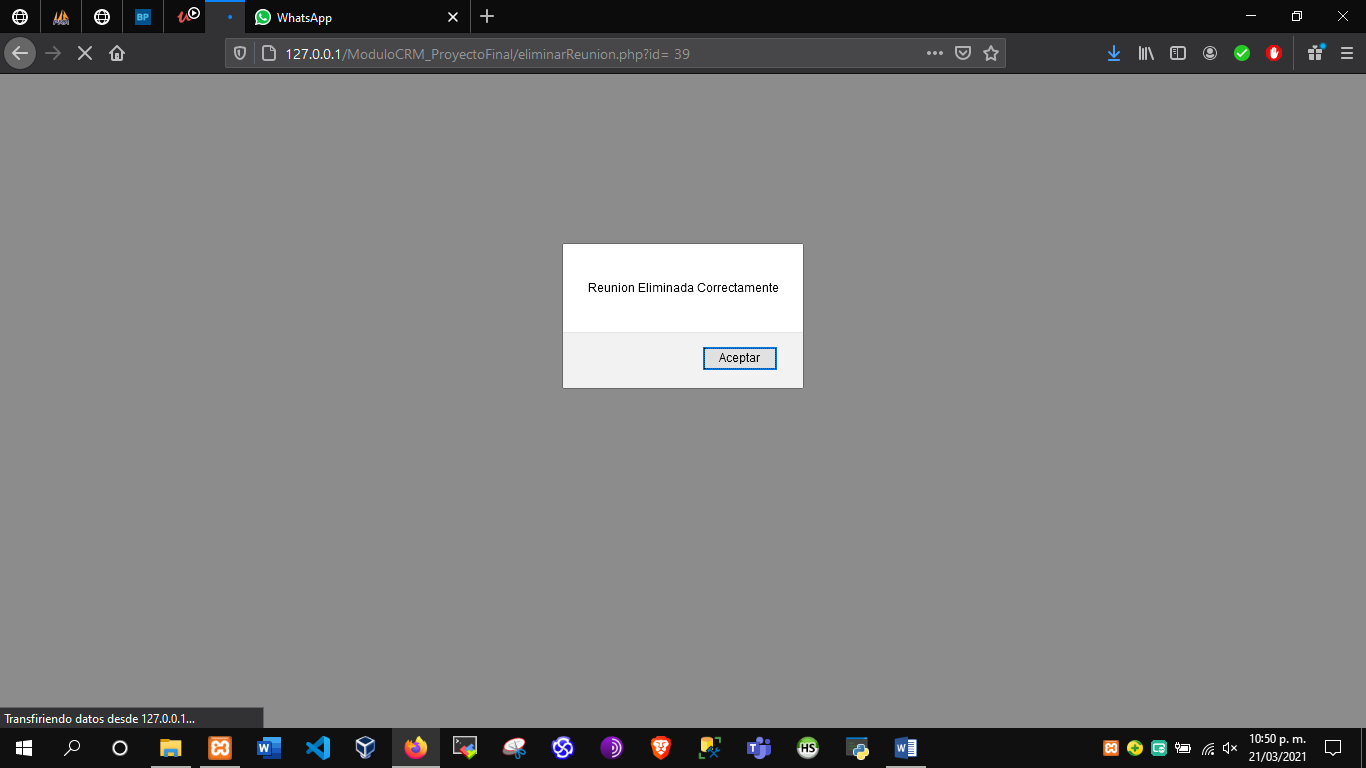 BP
WhatsApp
127.0.0.1/ModuloCRM_ProyectoFinal/eliminarReunion.php?id= 39
Reunion Eliminada Correctamente
Aceptar
Transfiriendo datos desde 127.0.0.1...
HS
10:50 p. m.
21/03/2021